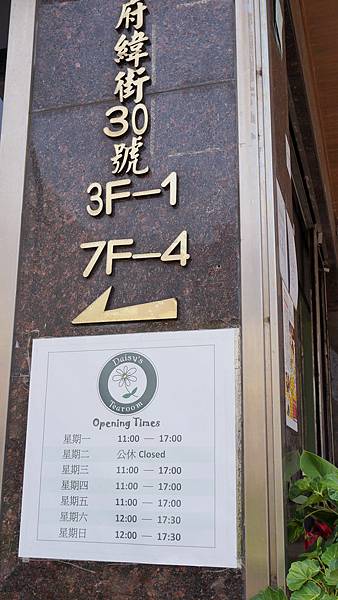 府緯街30號
3F-1
7F-4
Daisy's
Tearoom
Opening Times
星期一 11:00 — 17:00
星期二 公休 Closed
星期三 11:00 — 17:00
星期四 11:00 — 17:00
星期五 11:00 — 17:00
星期六 12:00 — 17:30
星期日 12:00 — 17:30